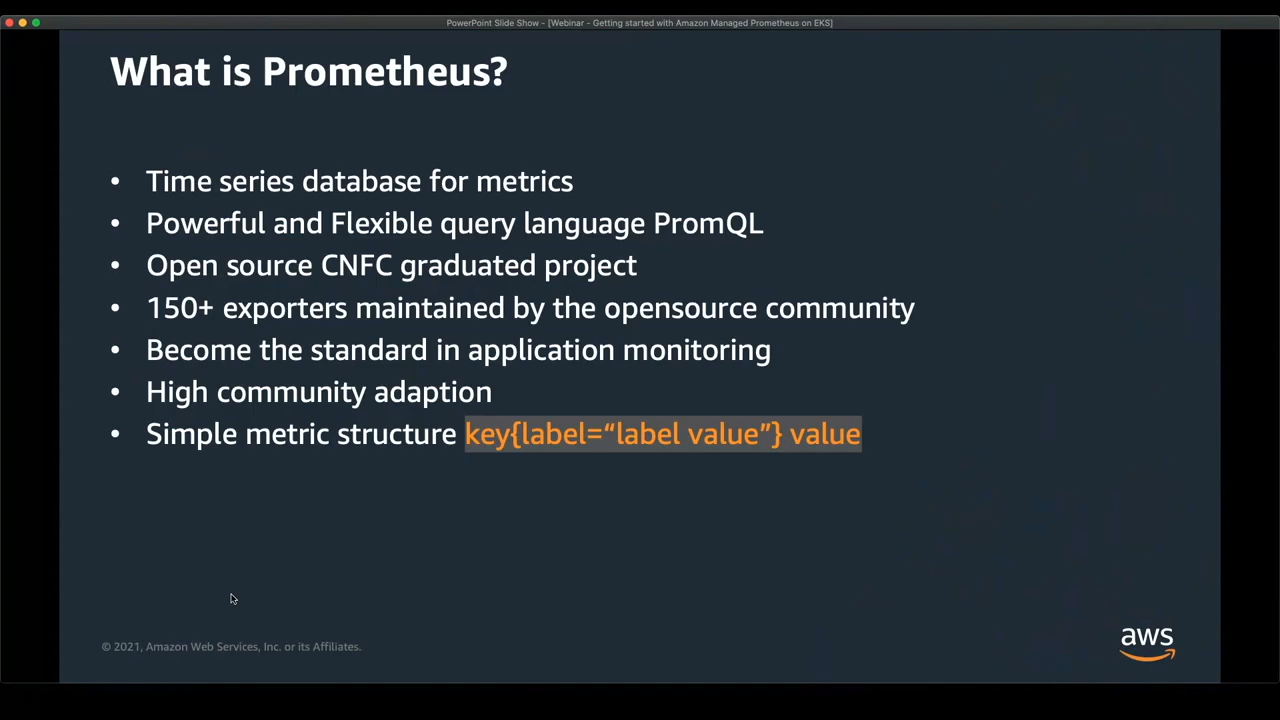 PowerPoint Slide Show - [Webinar - Getting started with Amazon Managed Prometheus on EKS]
What is Prometheus?
• Time series database for metrics
• Powerful and Flexible query language PromQL
• Open source CNFC graduated project
• 150+ exporters maintained by the opensource community
• Become the standard in application monitoring
• High community adaption
• Simple metric structure key{label=“label value”} value
© 2021, Amazon Web Services, Inc. or its Affiliates.
aws